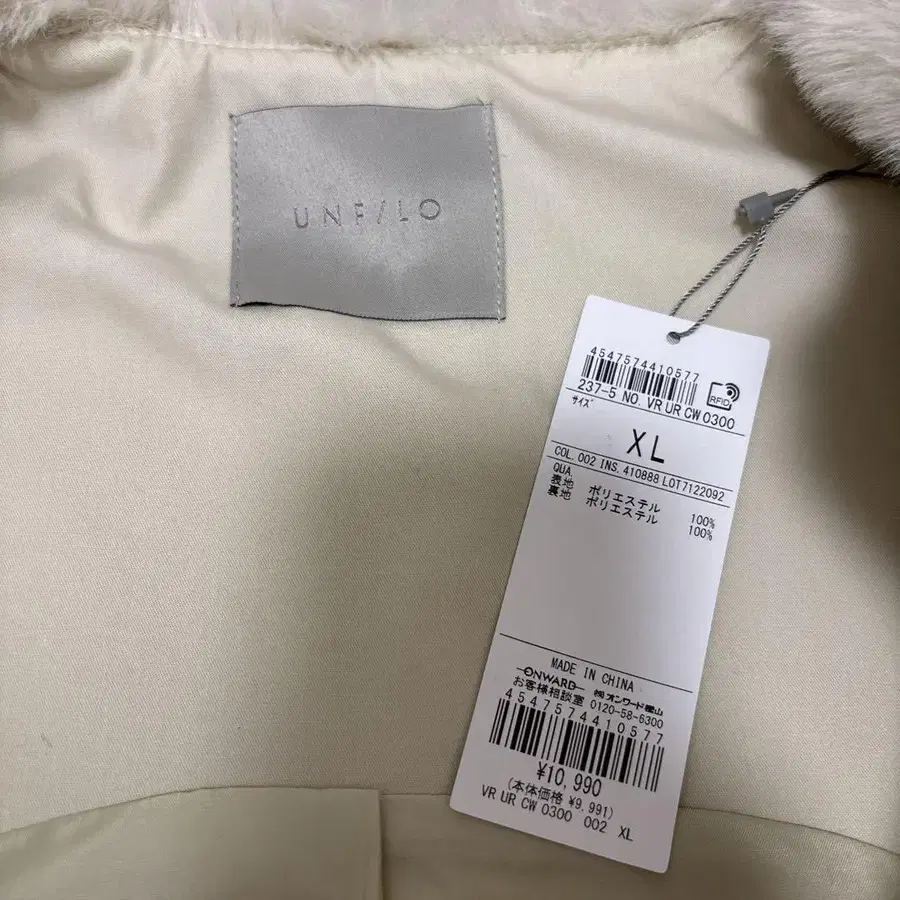 UNF/LO
4547574410577
237-5 NO. VR UR CW 0300
RFID
サイズ
XL
COL. 002 INS. 410888 LOT7122092
QUA.
表地 ポリエステル 100%
裏地 ポリエステル 100%
MADE IN CHINA
ONWARD ㈱オンワード樫山
お客様相談室 0120-58-6300
4547574410577
¥10,990
(本体価格 ¥9,991)
VR UR CW 0300 002 XL